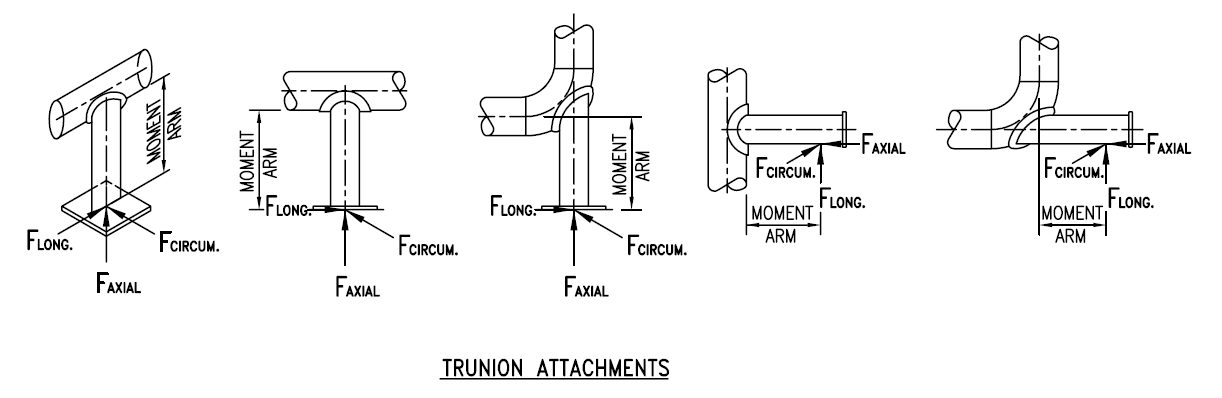 MOMENT
ARM
FLONG.
FCIRCUM.
FAXIAL
MOMENT
ARM
FLONG.
FCIRCUM.
FAXIAL
MOMENT
ARM
FLONG.
FCIRCUM.
FAXIAL
FAXIAL
FCIRCUM.
FLONG.
MOMENT
ARM
FAXIAL
FCIRCUM.
FLONG.
MOMENT
ARM
TRUNION ATTACHMENTS